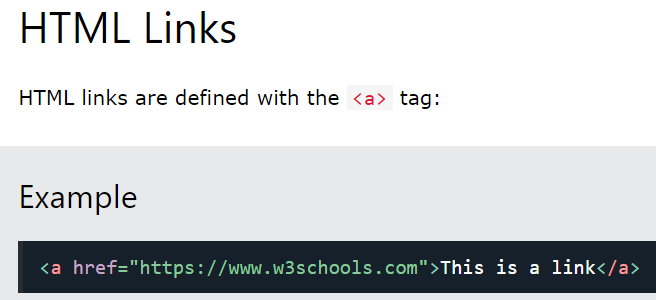 HTML Links
HTML links are defined with the <a> tag:
Example
<a href="https://www.w3schools.com">This is a link</a>